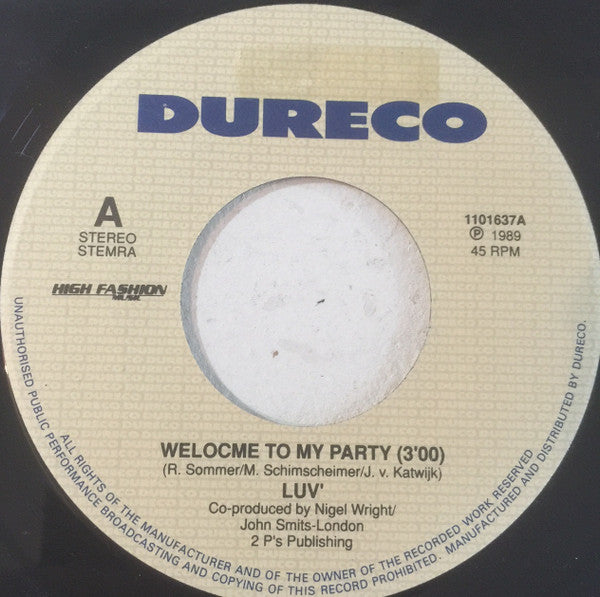 DURECO
A
STEREO
STEMRA
1101637A
℗ 1989
45 RPM
HIGH FASHION
MUSIC
WELOCME TO MY PARTY (3'00)
(R. Sommer/M. Schimscheimer/J. v. Katwijk)
LUV'
Co-produced by Nigel Wright/
John Smits-London
2 P's Publishing
ALL RIGHTS OF THE MANUFACTURER AND OF THE OWNER OF THE RECORDED WORK RESERVED
UNAUTHORISED PUBLIC PERFORMANCE BROADCASTING AND COPYING OF THIS RECORD PROHIBITED. MANUFACTURED AND DISTRIBUTED BY DURECO.